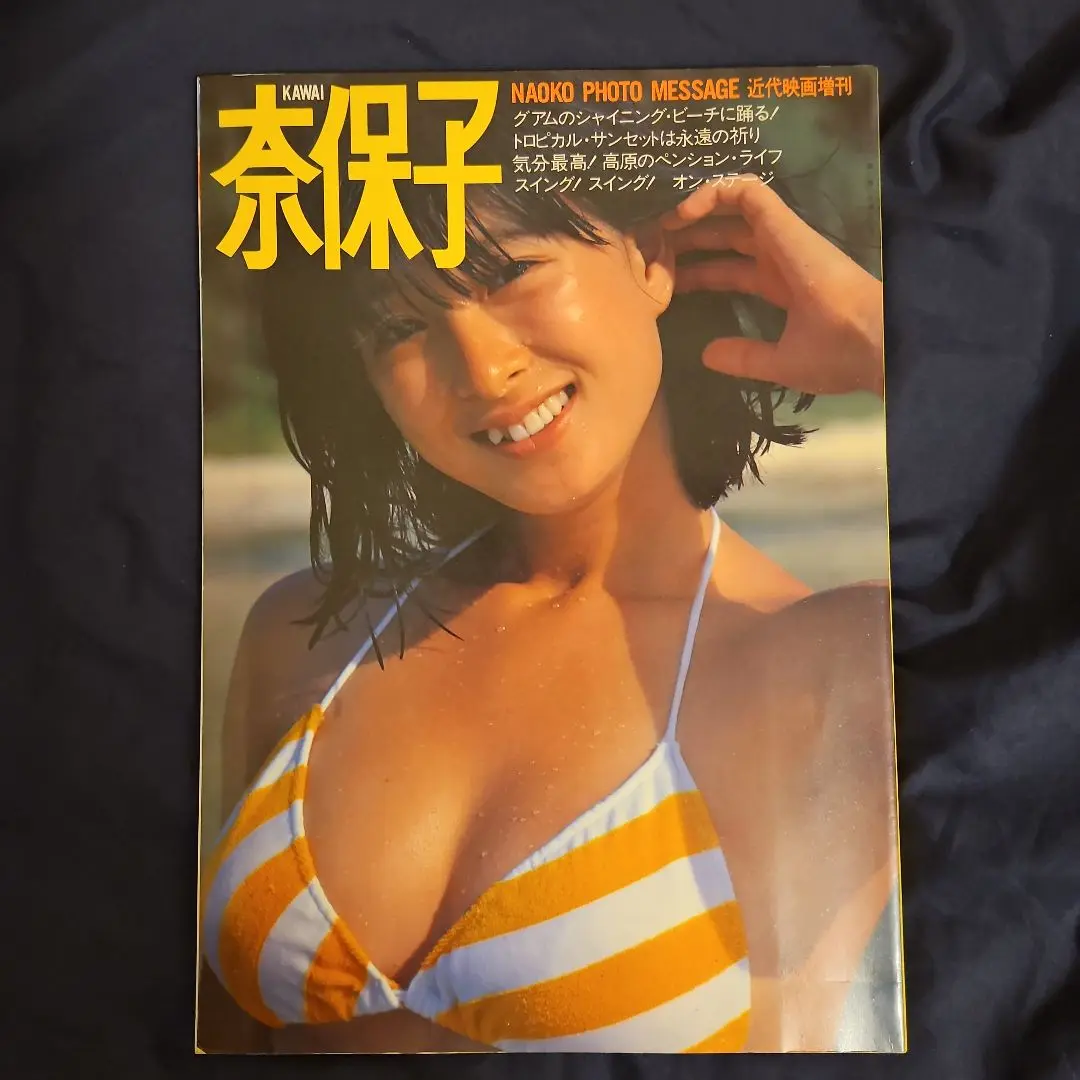 KAWAI
奈保子
NAOKO PHOTO MESSAGE 近代映画増刊
グアムのシャイニング・ビーチに踊る!
トロピカル・サンセットは永遠の祈り
気分最高! 高原のペンション・ライフ
スイング! スイング! オン・ステージ